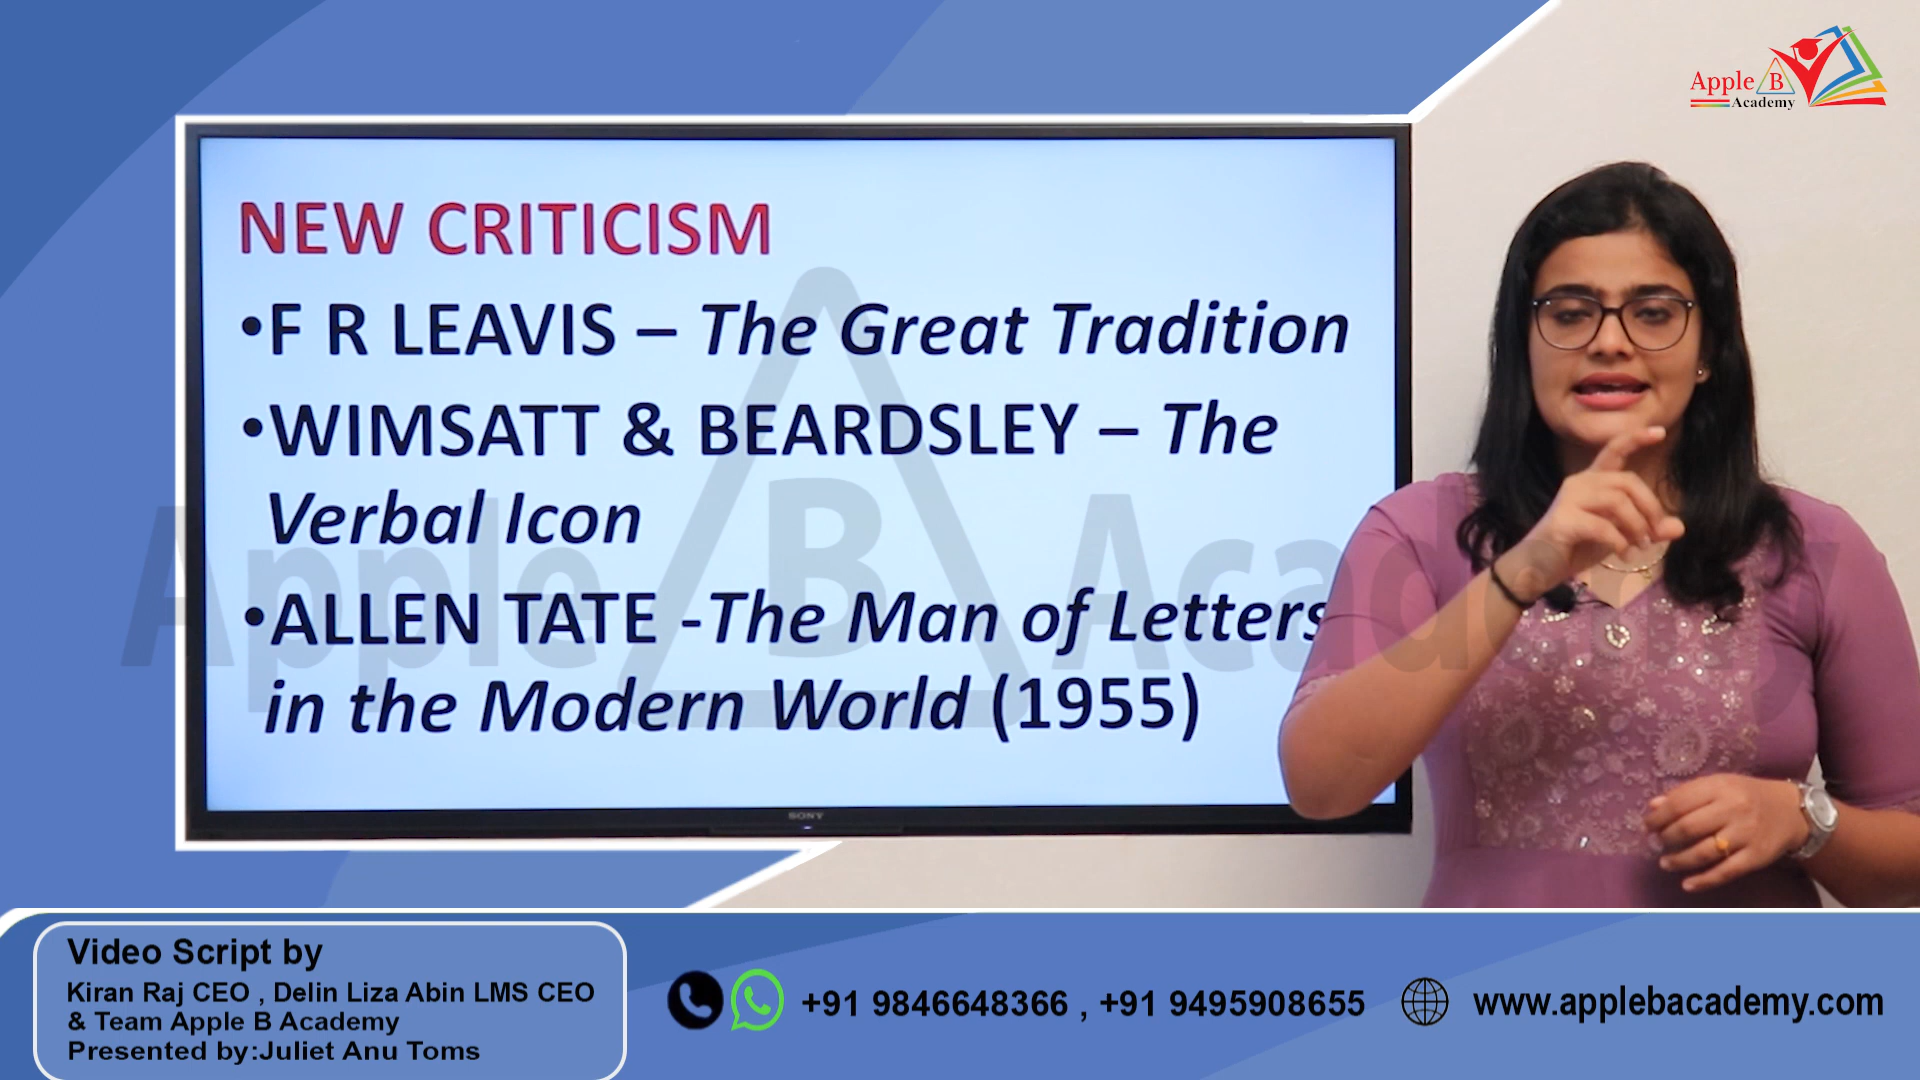 Apple B
Academy
NEW CRITICISM
•F R LEAVIS – The Great Tradition
•WIMSATT & BEARDSLEY – The
Verbal Icon
•ALLEN TATE -The Man of Letters
in the Modern World (1955)
Apple B Academy
SONY
Video Script by
Kiran Raj CEO , Delin Liza Abin LMS CEO
& Team Apple B Academy
Presented by:Juliet Anu Toms
+91 9846648366 , +91 9495908655
www.applebacademy.com